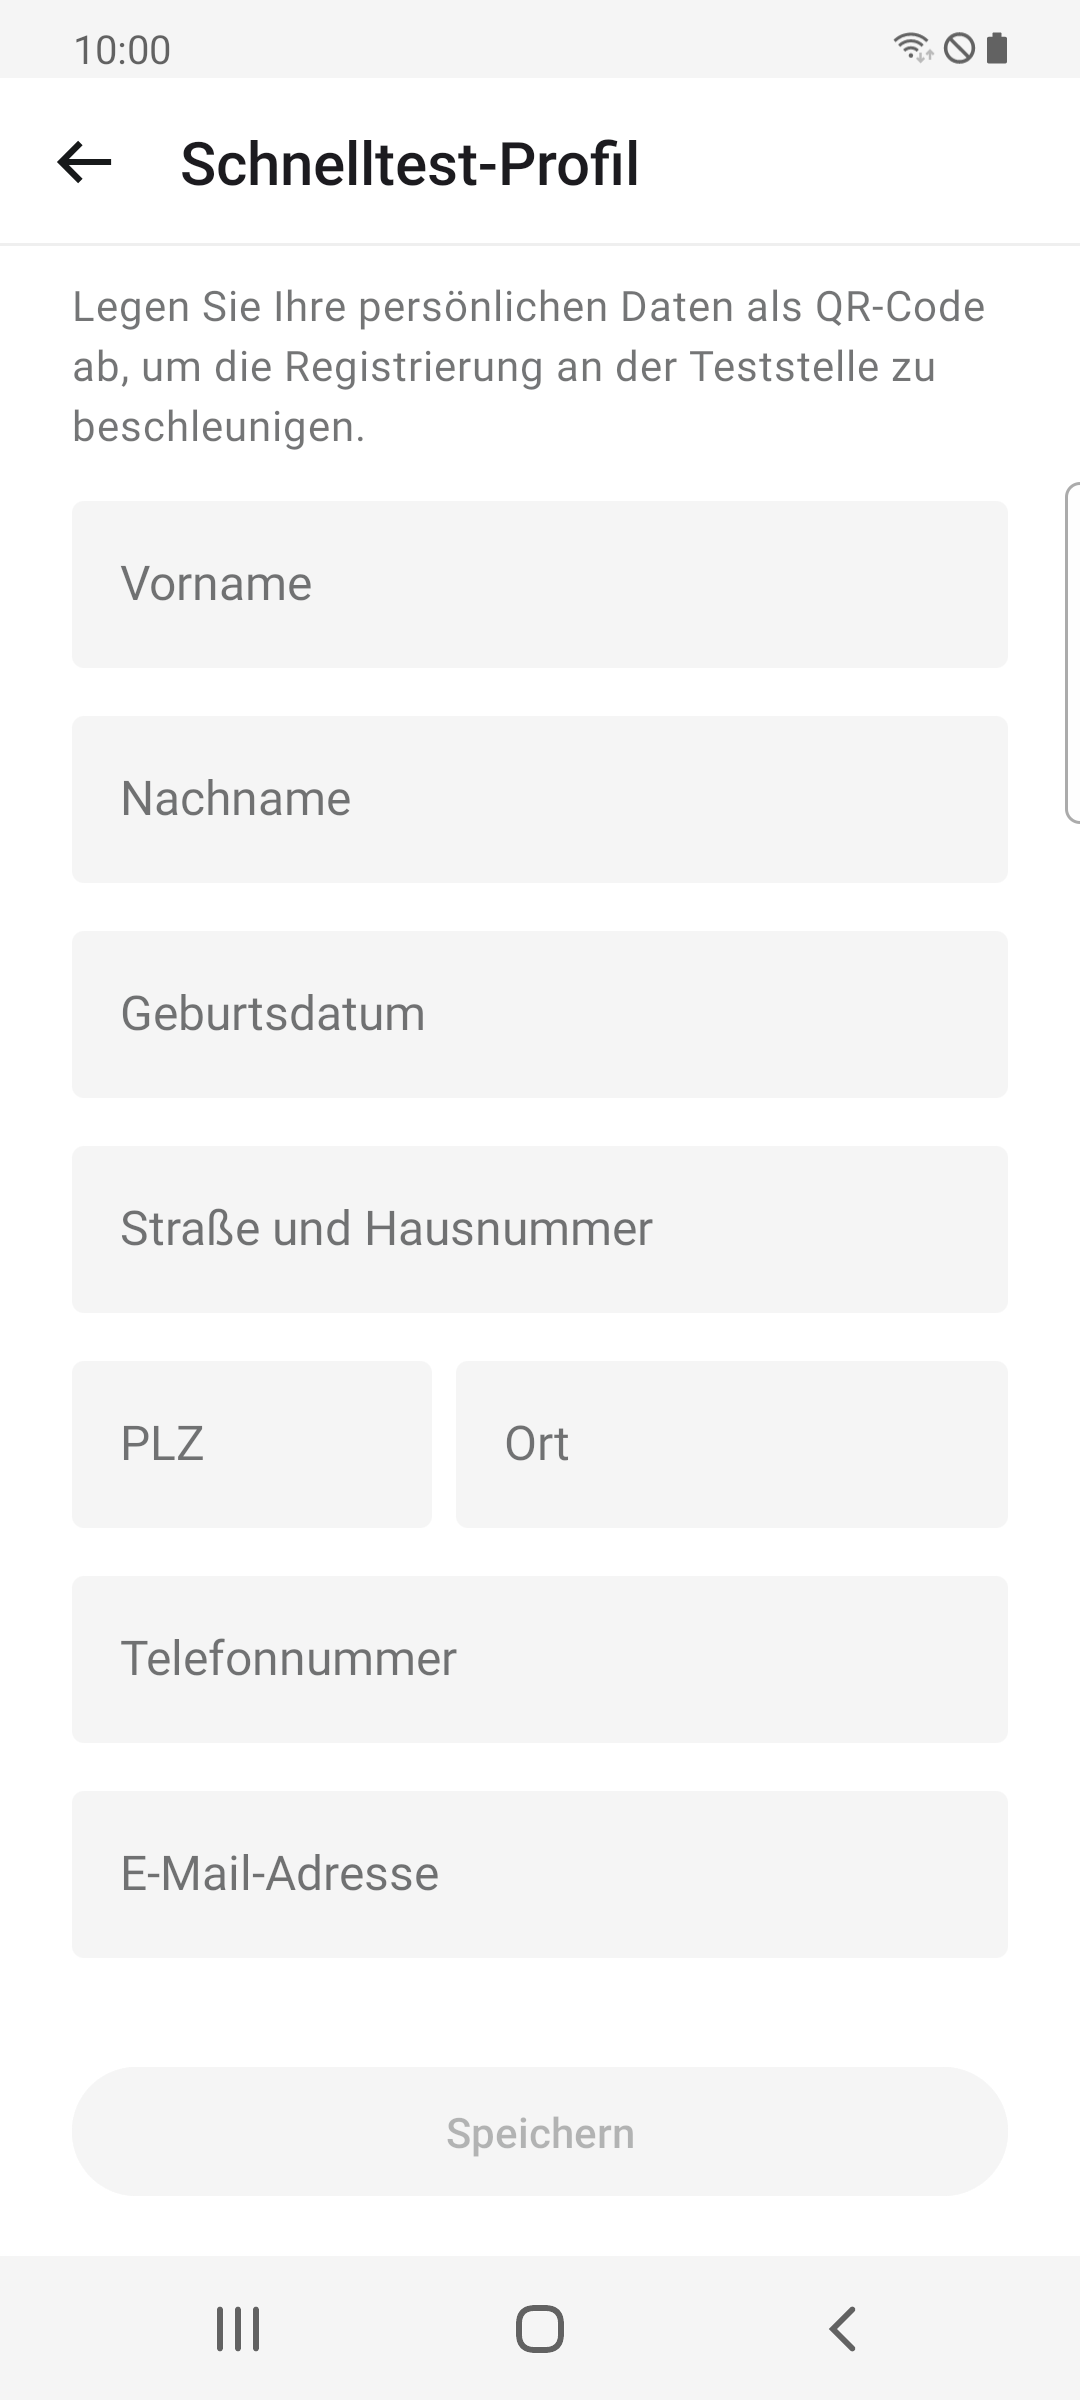 10:00
Schnelltest-Profil
Legen Sie Ihre persönlichen Daten als QR-Code
ab, um die Registrierung an der Teststelle zu
beschleunigen.
Vorname
Nachname
Geburtsdatum
Straße und Hausnummer
PLZ
Ort
Telefonnummer
E-Mail-Adresse
Speichern